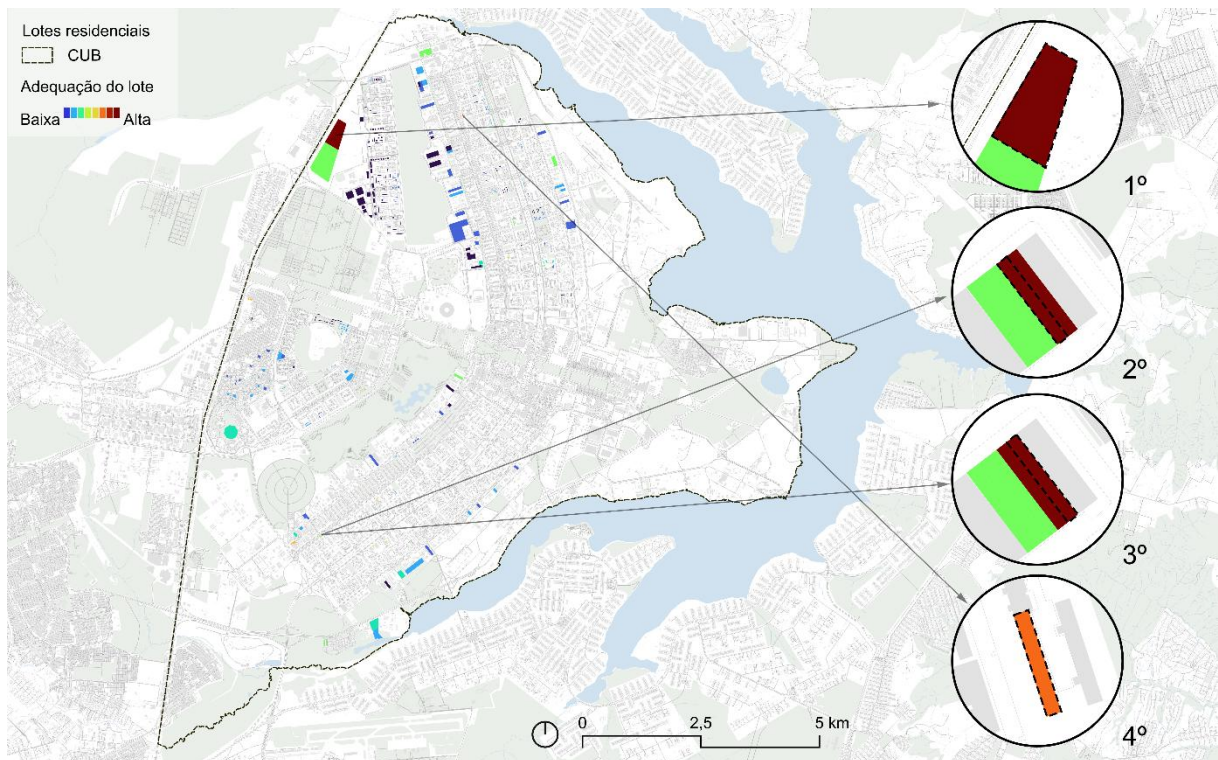 Lotes residenciais
CUB
Adequação do lote
Baixa Alta
1º
2º
3º
4º
0 2,5 5 km